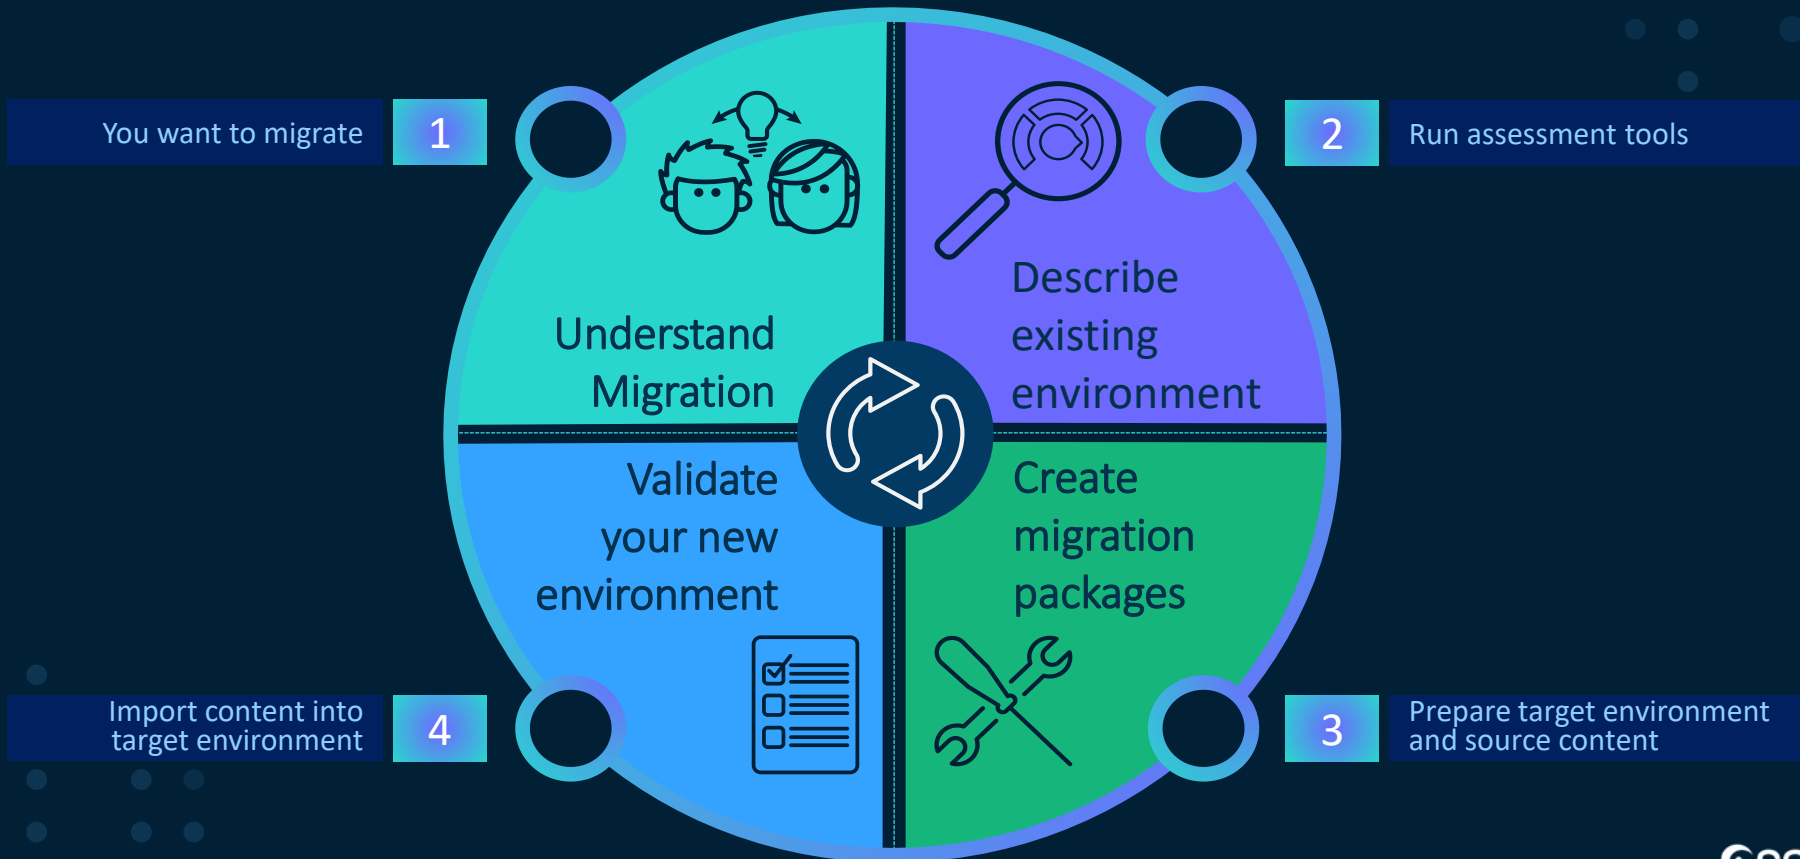 You want to migrate
1
2
Run assessment tools
Understand
Migration
Describe
existing
environment
Validate
your new
environment
Create
migration
packages
Import content into
target environment
4
3
Prepare target environment
and source content